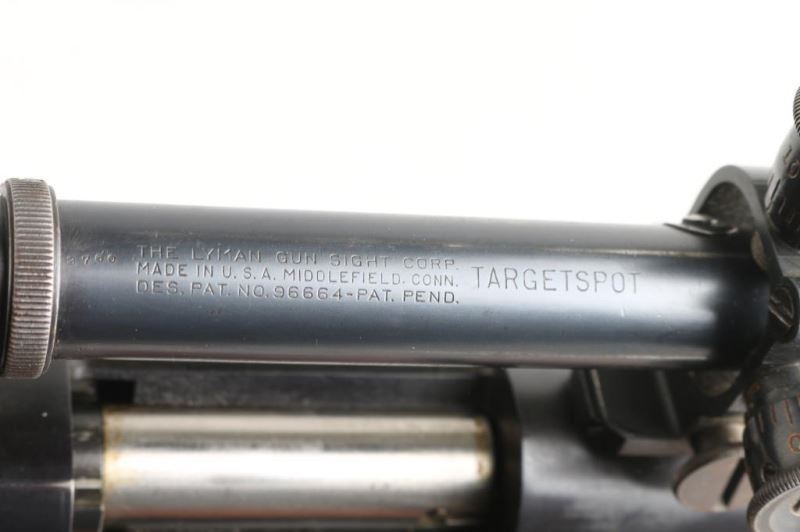 THE LYMAN GUN SIGHT CORP.
MADE IN U.S.A. MIDDLEFIELD. CONN.
DES. PAT. NO. 96664-PAT. PEND.
TARGETSPOT